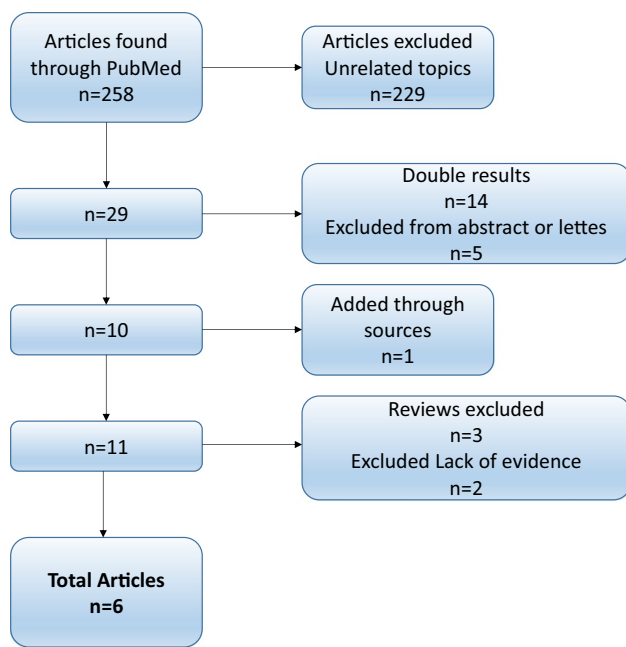 Articles found
through PubMed
n=258
Articles excluded
Unrelated topics
n=229
n=29
Double results
n=14
Excluded from abstract or lettes
n=5
n=10
Added through
sources
n=1
n=11
Reviews excluded
n=3
Excluded Lack of evidence
n=2
Total Articles
n=6